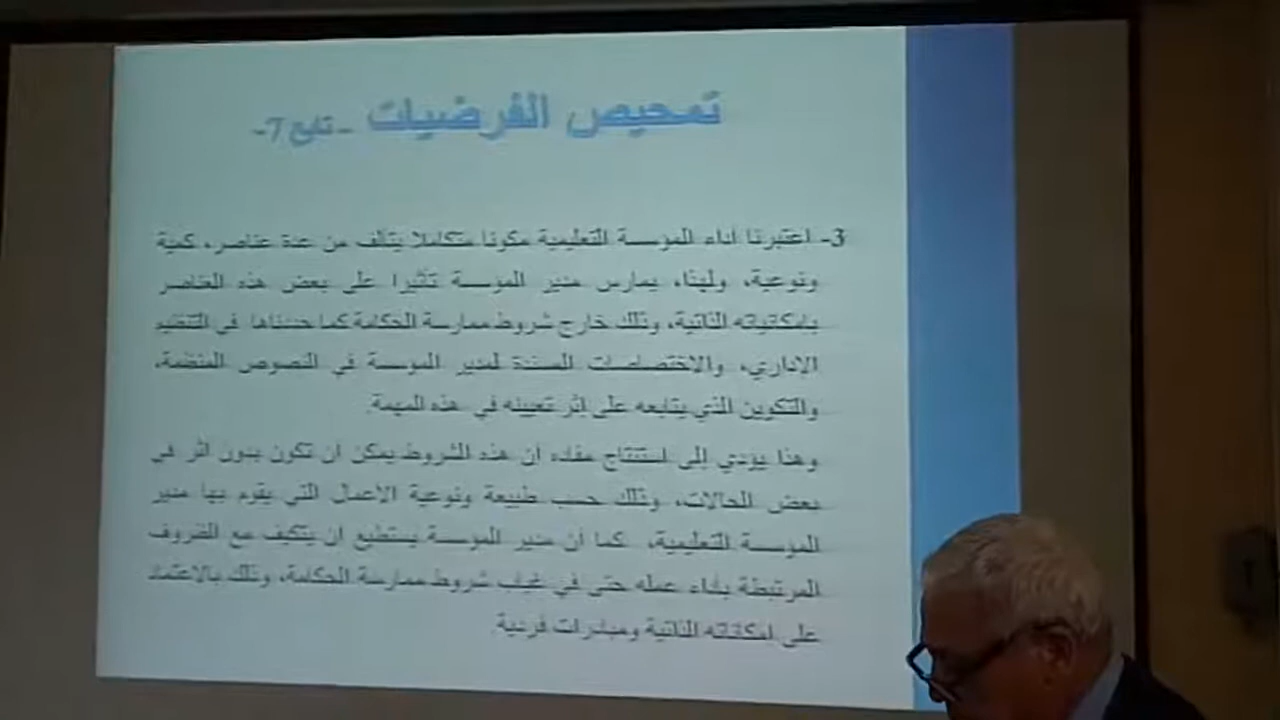 تمحيص الفرضيات – تابع 7-
3- اعتبرنا اداء المؤسسة التعليمية مكونا متكاملا يتألف من عدة عناصر، كمية
ونوعية، ولهذا، يمارس مدير المؤسسة تأثيرا على بعض هذه العناصر
بإمكانياته الذاتية، وذلك خارج شروط ممارسة الحكامة كما حددناها في التنظيم
الاداري، والاختصاصات المسندة لمدير المؤسسة في النصوص المنظمة،
والتكوين الذي يتابعه على إثر تعيينه في هذه المهمة.
وهذا يؤدي إلى استنتاج مفاده أن هذه الشروط يمكن ان تكون بدون اثر في
بعض الحالات، وذلك حسب طبيعة ونوعية الاعمال التي يقوم بها مدير
المؤسسة التعليمية، كما أن مدير المؤسسة يستطيع ان يتكيف مع الظروف
المرتبطة بأداء عمله حتى في غياب شروط ممارسة الحكامة، وذلك بالاعتماد
على امكاناته الذاتية ومبادرات فردية.